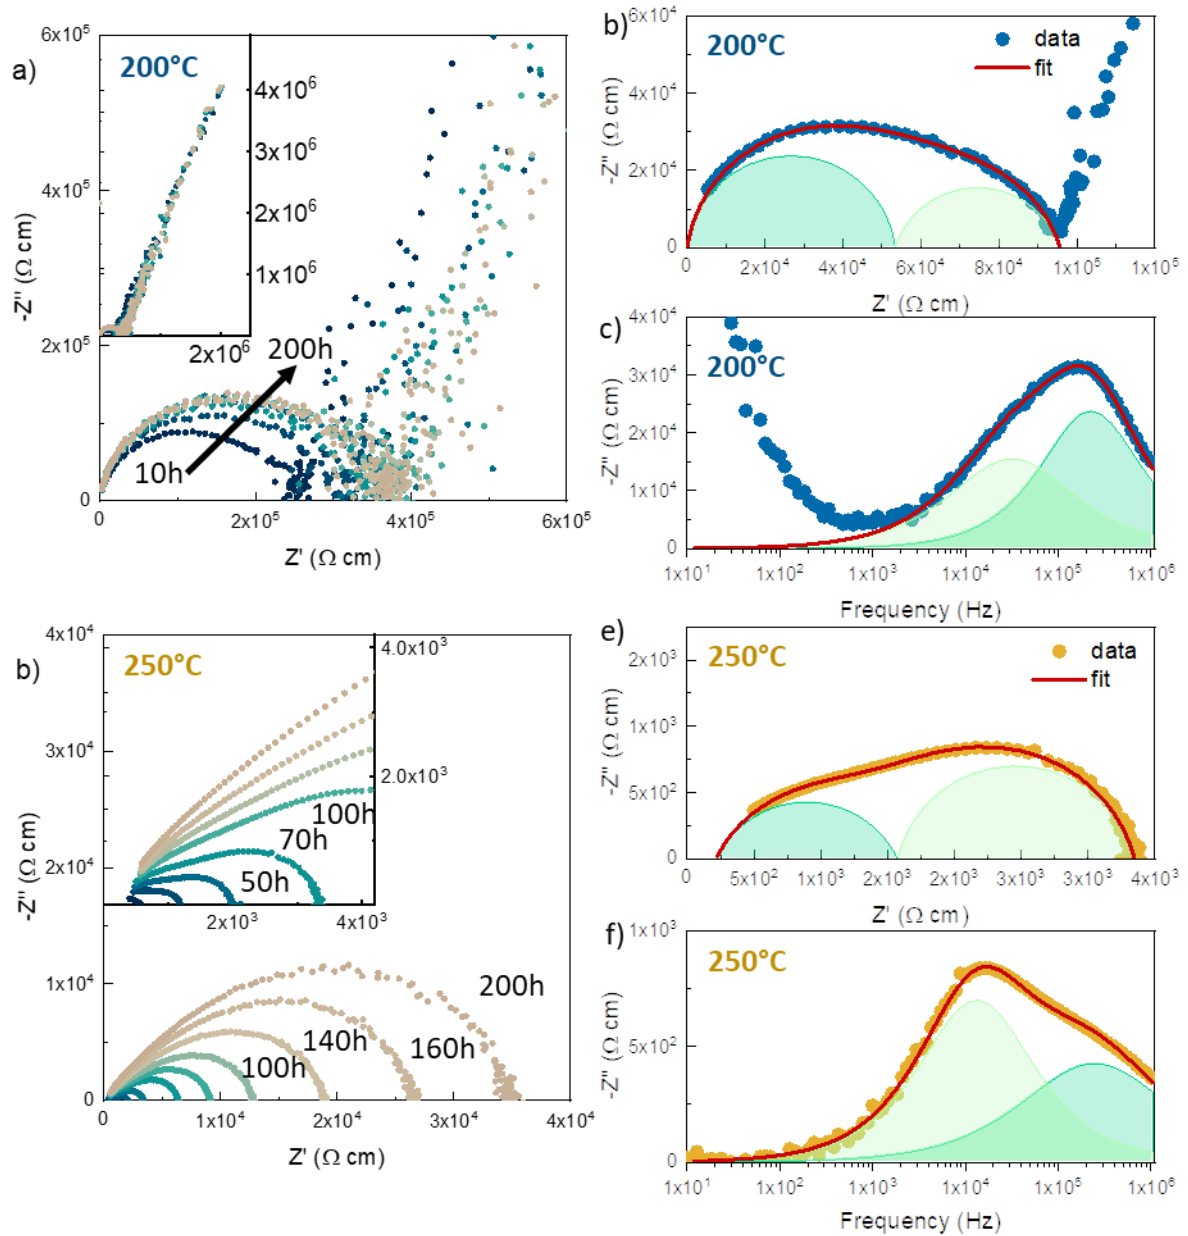 a)
200°C
6x10⁵
4x10⁵
2x10⁵
0
-Z'' (Ω cm)
4x10⁶
3x10⁶
2x10⁶
1x10⁶
2x10⁶
200h
10h
0
2x10⁵
4x10⁵
6x10⁵
Z' (Ω cm)
b)
200°C
data
fit
6x10⁴
4x10⁴
2x10⁴
0
-Z'' (Ω cm)
0
2x10⁴
4x10⁴
6x10⁴
8x10⁴
1x10⁵
1x10⁵
Z' (Ω cm)
c)
200°C
4x10⁴
3x10⁴
2x10⁴
1x10⁴
0
-Z'' (Ω cm)
1x10¹
1x10²
1x10³
1x10⁴
1x10⁵
1x10⁶
Frequency (Hz)
b)
250°C
4x10⁴
3x10⁴
2x10⁴
1x10⁴
0
-Z'' (Ω cm)
4.0x10³
2.0x10³
100h
70h
50h
2x10³
4x10³
200h
160h
140h
100h
0
1x10⁴
2x10⁴
3x10⁴
4x10⁴
Z' (Ω cm)
e)
250°C
data
fit
2x10³
1x10³
5x10²
0
-Z'' (Ω cm)
0
5x10²
1x10³
2x10³
2x10³
3x10³
3x10³
4x10³
Z' (Ω cm)
f)
250°C
1x10³
5x10²
0
-Z'' (Ω cm)
1x10¹
1x10²
1x10³
1x10⁴
1x10⁵
1x10⁶
Frequency (Hz)